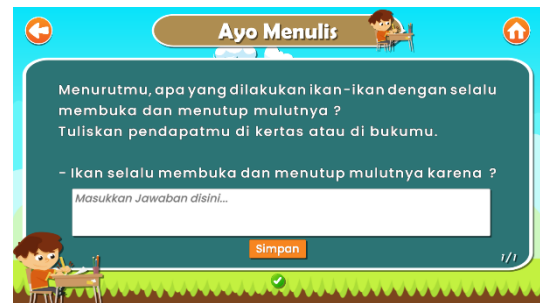 Ayo Menulis
Menurutmu, apa yang dilakukan ikan-ikan dengan selalu
membuka dan menutup mulutnya ?
Tuliskan pendapatmu di kertas atau di bukumu.
- Ikan selalu membuka dan menutup mulutnya karena ?
Masukkan Jawaban disini...
Simpan
1/1